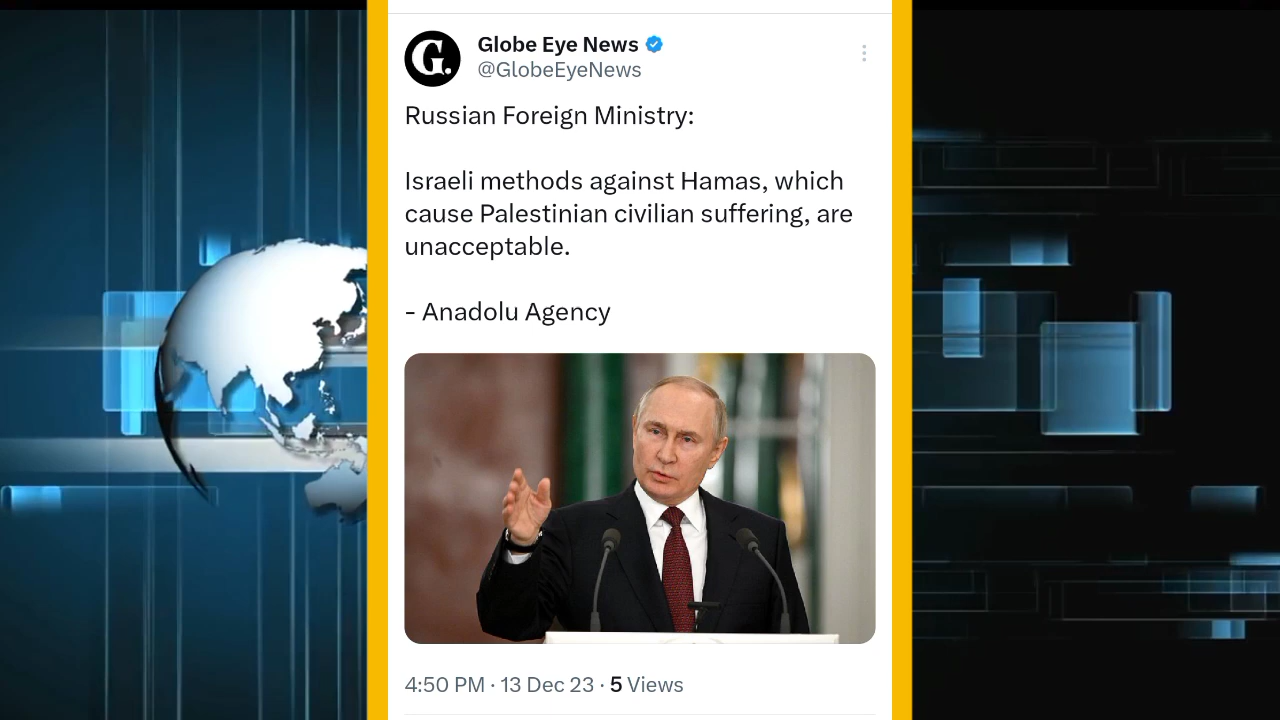 G.
Globe Eye News
@GlobeEyeNews
Russian Foreign Ministry:
Israeli methods against Hamas, which
cause Palestinian civilian suffering, are
unacceptable.
- Anadolu Agency
4:50 PM · 13 Dec 23 · 5 Views